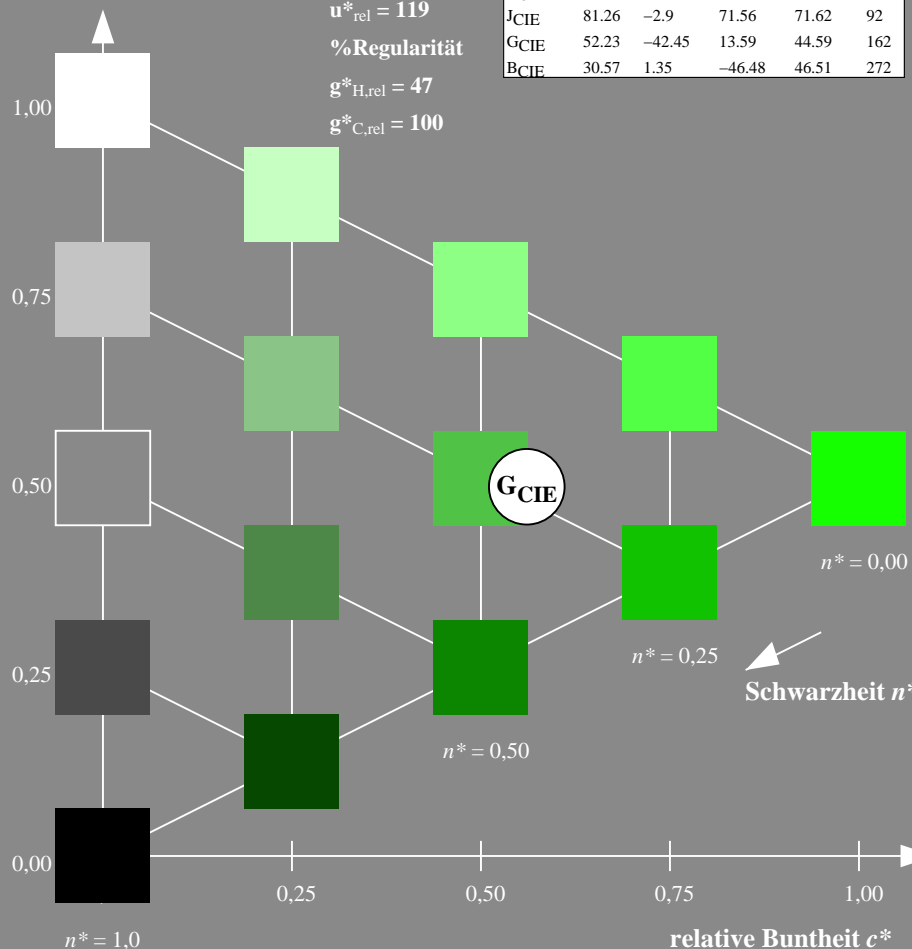 u*rel = 119
%Regularität
g*H,rel = 47
g*C,rel = 100
JCIE 81.26 −2.9 71.56 71.62 92
GCIE 52.23 −42.45 13.59 44.59 162
BCIE 30.57 1.35 −46.48 46.51 272
1,00
0,75
0,50
GCIE
n* = 0,00
n* = 0,25
0,25
Schwarzheit n*
n* = 0,50
0,00
0,25 0,50 0,75 1,00
n* = 1,0
relative Buntheit c*